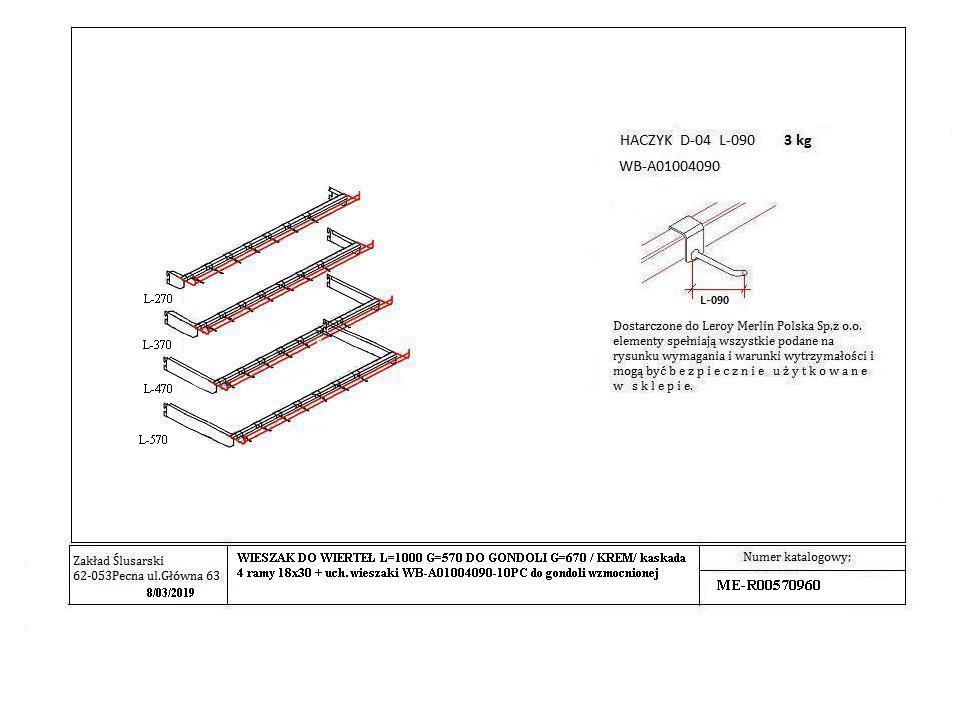 HACZYK D-04 L-090 3 kg
WB-A01004090
L-090
Dostarczone do Leroy Merlin Polska Sp.z o.o.
elementy spełniają wszystkie podane na
rysunku wymagania i warunki wytrzymałości i
mogą być b e z p i e c z n i e u ż y t k o w a n e
w s k l e p i e.
L-270
L-370
L-470
L-570
Zakład Ślusarski
62-053Pecna ul.Główna 63
8/03/2019
WIESZAK DO WIERTEŁ L=1000 G=570 DO GONDOLI G=670 / KREM/ kaskada
4 ramy 18x30 + uch.wieszaki WB-A01004090-10PC do gondoli wzmocnionej
Numer katalogowy;
ME-R00570960